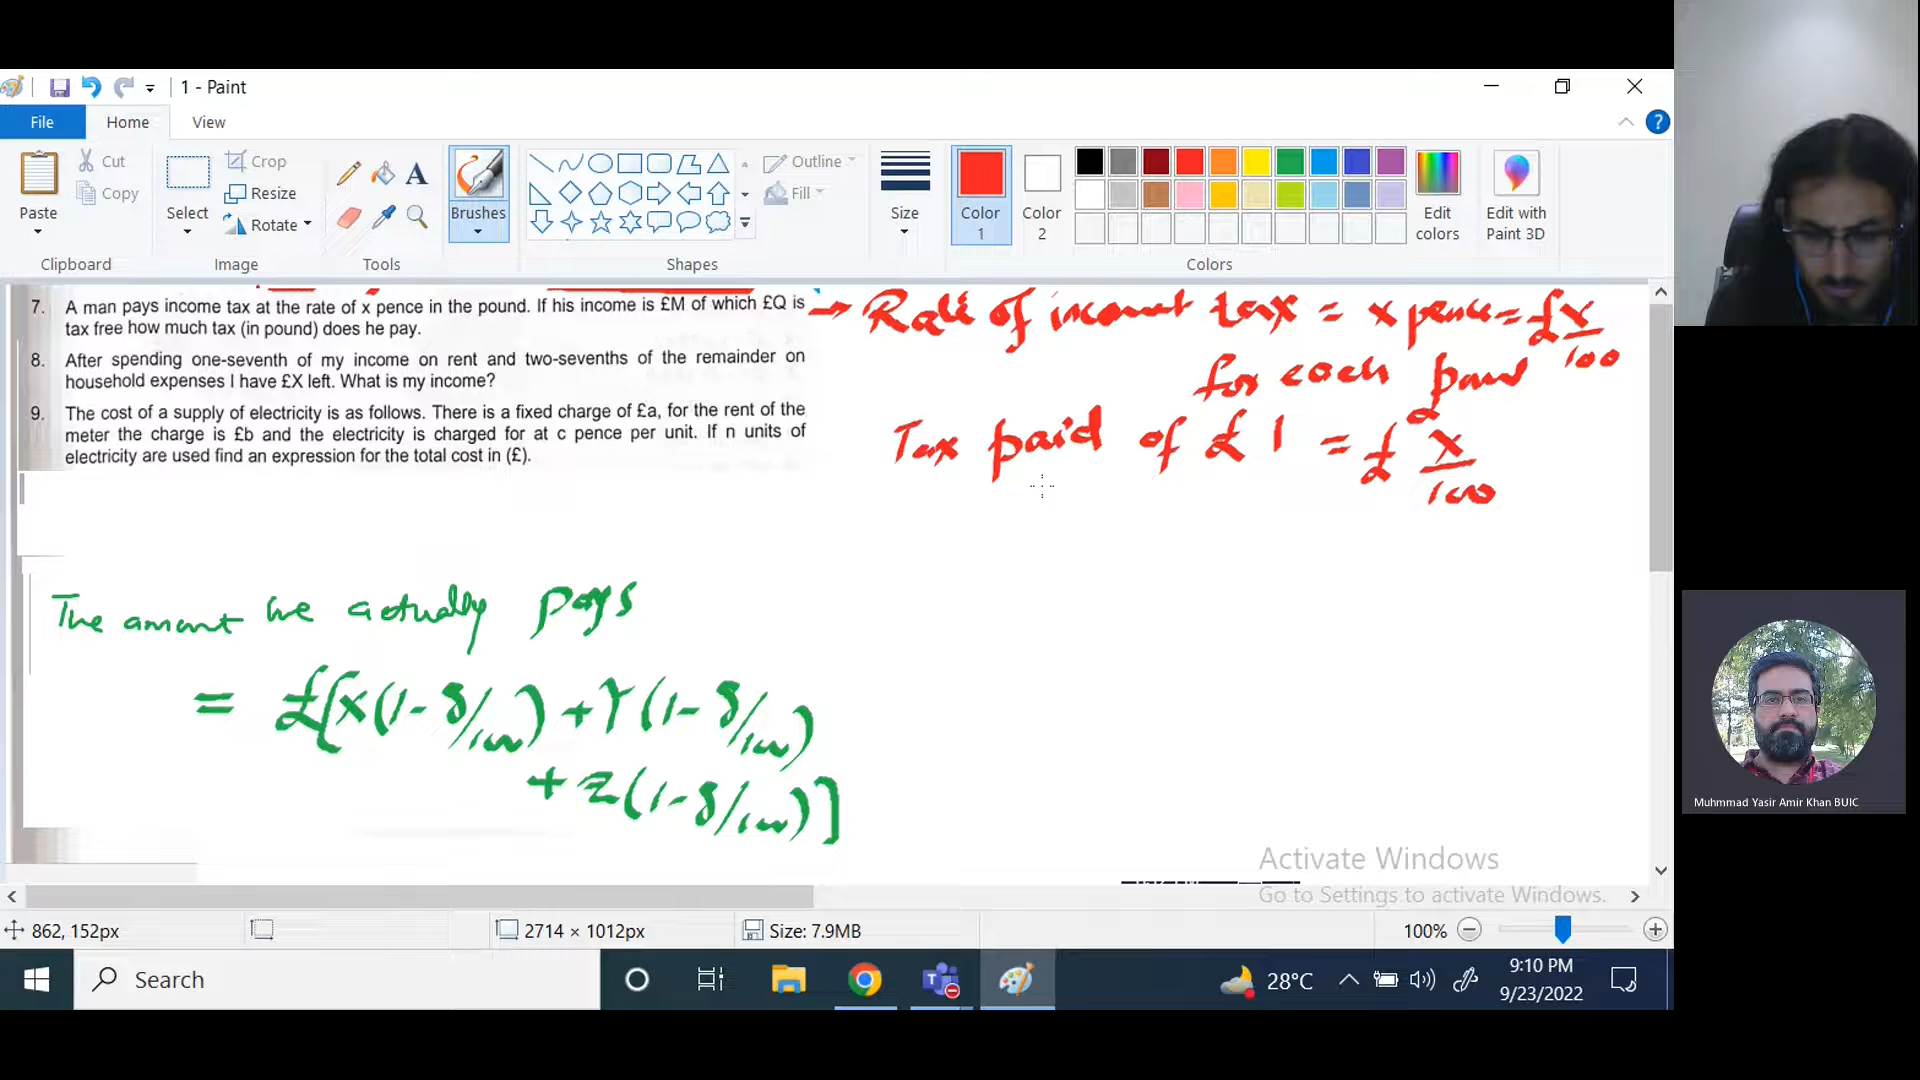 1 - Paint
File Home View
Paste
Cut
Copy
Clipboard
Select
Crop
Resize
Rotate
Image
Tools
Brushes
Shapes
Outline
Fill
Size
Color 1
Color 2
Colors
Edit colors
Edit with Paint 3D
7. A man pays income tax at the rate of x pence in the pound. If his income is £M of which £Q is
tax free how much tax (in pound) does he pay.
8. After spending one-seventh of my income on rent and two-sevenths of the remainder on
household expenses I have £X left. What is my income?
9. The cost of a supply of electricity is as follows. There is a fixed charge of £a, for the rent of the
meter the charge is £b and the electricity is charged for at c pence per unit. If n units of
electricity are used find an expression for the total cost in (£).
→ Rate of income tax = x pence = £x/100
for each pound
Tax paid of £1 = £ x/100
The amount he actually pays
= £[x(1-8/100) + Y(1-8/100)
+ Z(1-8/100)]
Muhmmad Yasir Amir Khan BUIC
Activate Windows
Go to Settings to activate Windows.
862, 152px
2714 × 1012px
Size: 7.9MB
100%
Search
28°C
9:10 PM
9/23/2022